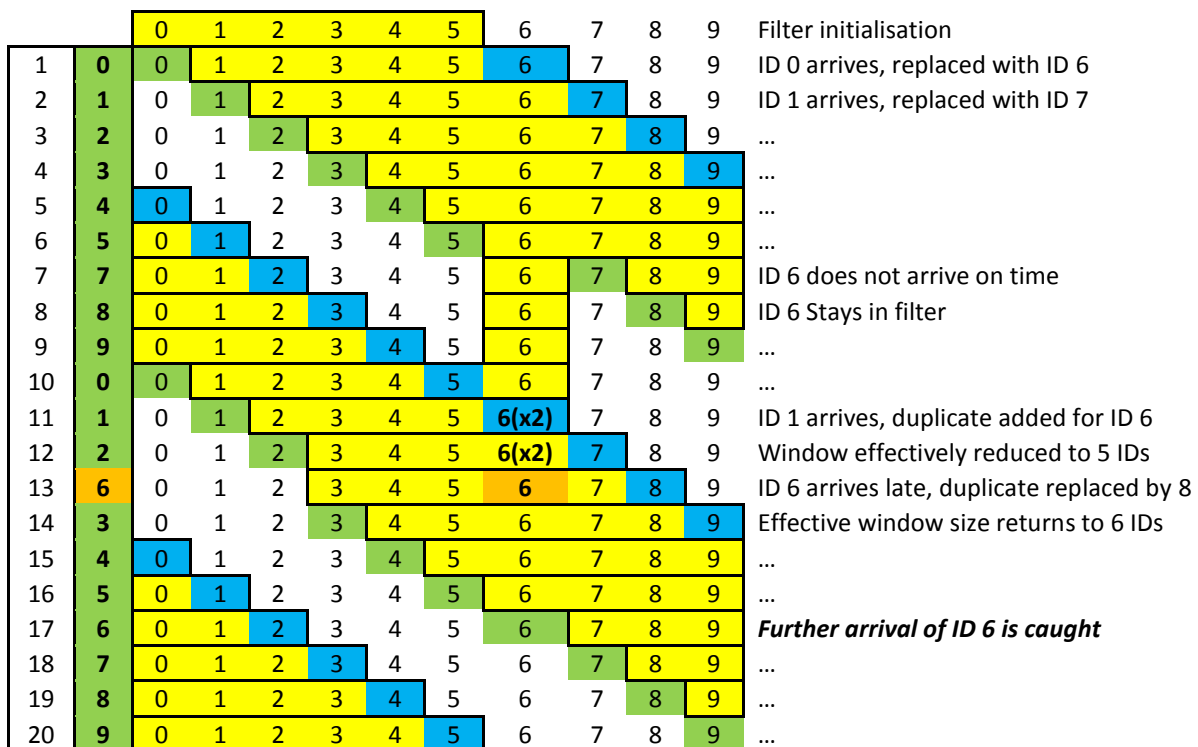 0 1 2 3 4 5 6 7 8 9 Filter initialisation
1 0 0 1 2 3 4 5 6 7 8 9 ID 0 arrives, replaced with ID 6
2 1 0 1 2 3 4 5 6 7 8 9 ID 1 arrives, replaced with ID 7
3 2 0 1 2 3 4 5 6 7 8 9 ...
4 3 0 1 2 3 4 5 6 7 8 9 ...
5 4 0 1 2 3 4 5 6 7 8 9 ...
6 5 0 1 2 3 4 5 6 7 8 9 ...
7 7 0 1 2 3 4 5 6 7 8 9 ID 6 does not arrive on time
8 8 0 1 2 3 4 5 6 7 8 9 ID 6 Stays in filter
9 9 0 1 2 3 4 5 6 7 8 9 ...
10 0 0 1 2 3 4 5 6 7 8 9 ...
11 1 0 1 2 3 4 5 6(x2) 7 8 9 ID 1 arrives, duplicate added for ID 6
12 2 0 1 2 3 4 5 6(x2) 7 8 9 Window effectively reduced to 5 IDs
13 6 0 1 2 3 4 5 6 7 8 9 ID 6 arrives late, duplicate replaced by 8
14 3 0 1 2 3 4 5 6 7 8 9 Effective window size returns to 6 IDs
15 4 0 1 2 3 4 5 6 7 8 9 ...
16 5 0 1 2 3 4 5 6 7 8 9 ...
17 6 0 1 2 3 4 5 6 7 8 9 Further arrival of ID 6 is caught
18 7 0 1 2 3 4 5 6 7 8 9 ...
19 8 0 1 2 3 4 5 6 7 8 9 ...
20 9 0 1 2 3 4 5 6 7 8 9 ...